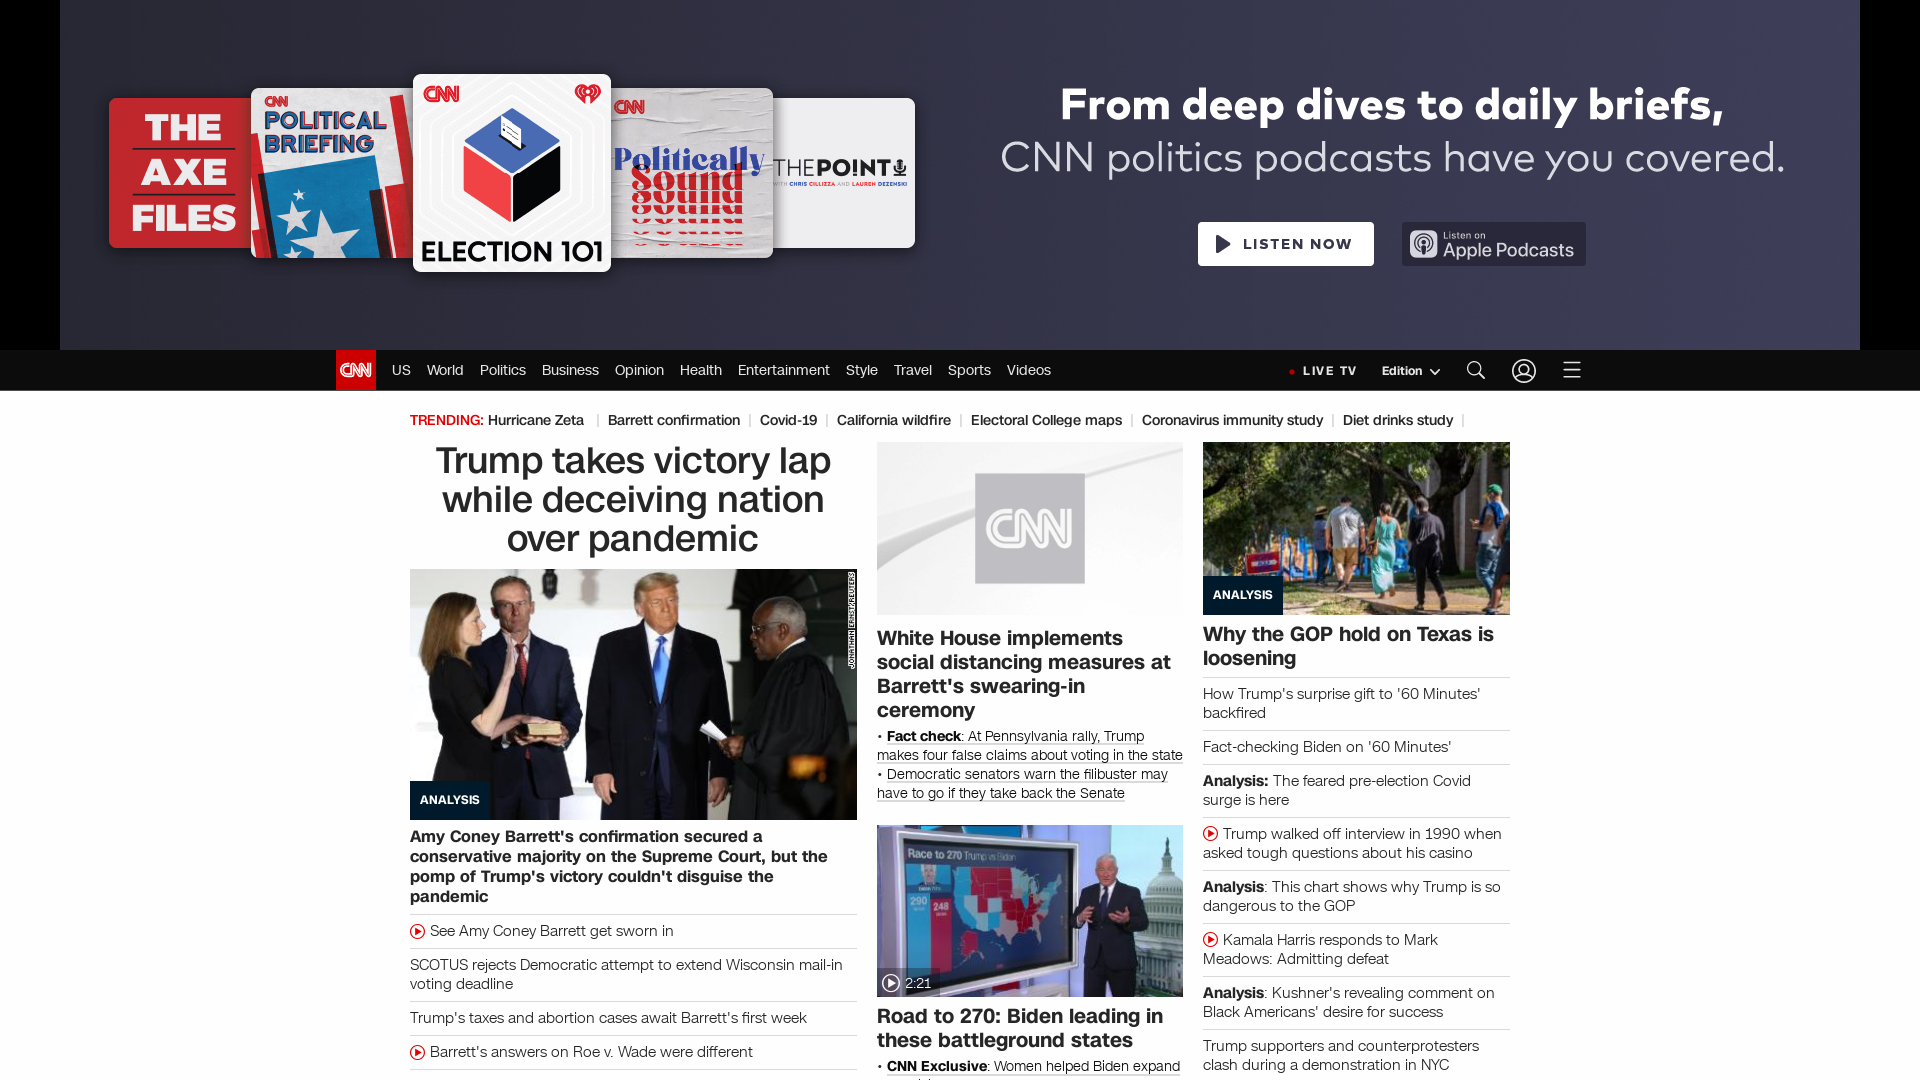 THE
AXE
FILES
CNN
POLITICAL
BRIEFING
CNN
ELECTION 101
CNN
Politically
Sound
THE POINT
WITH CHRIS CILLIZZA AND LAUREN DEZENSKI
From deep dives to daily briefs,
CNN politics podcasts have you covered.
LISTEN NOW
Listen on
Apple Podcasts
CNN
US
World
Politics
Business
Opinion
Health
Entertainment
Style
Travel
Sports
Videos
LIVE TV
Edition
TRENDING: Hurricane Zeta | Barrett confirmation | Covid-19 | California wildfire | Electoral College maps | Coronavirus immunity study | Diet drinks study |
Trump takes victory lap
while deceiving nation
over pandemic
JONATHAN ERNST/REUTERS
ANALYSIS
Amy Coney Barrett's confirmation secured a
conservative majority on the Supreme Court, but the
pomp of Trump's victory couldn't disguise the
pandemic
See Amy Coney Barrett get sworn in
SCOTUS rejects Democratic attempt to extend Wisconsin mail-in
voting deadline
Trump's taxes and abortion cases await Barrett's first week
Barrett's answers on Roe v. Wade were different
CNN
White House implements
social distancing measures at
Barrett's swearing-in
ceremony
• Fact check: At Pennsylvania rally, Trump
makes four false claims about voting in the state
• Democratic senators warn the filibuster may
have to go if they take back the Senate
Race to 270 Trump vs Biden
290
248
2:21
Road to 270: Biden leading in
these battleground states
• CNN Exclusive: Women helped Biden expand
ANALYSIS
Why the GOP hold on Texas is
loosening
How Trump's surprise gift to '60 Minutes'
backfired
Fact-checking Biden on '60 Minutes'
Analysis: The feared pre-election Covid
surge is here
Trump walked off interview in 1990 when
asked tough questions about his casino
Analysis: This chart shows why Trump is so
dangerous to the GOP
Kamala Harris responds to Mark
Meadows: Admitting defeat
Analysis: Kushner's revealing comment on
Black Americans' desire for success
Trump supporters and counterprotesters
clash during a demonstration in NYC